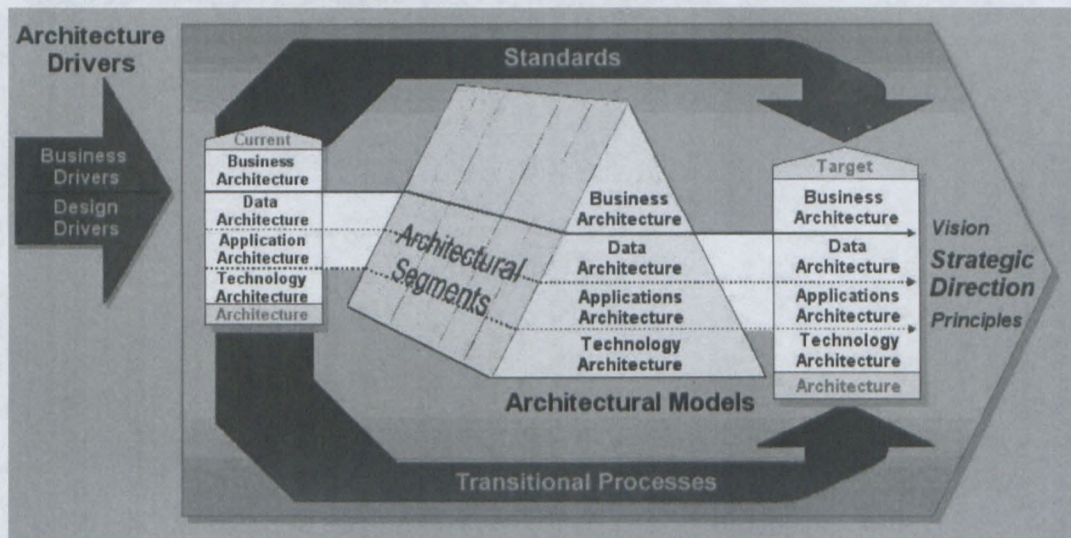 Architecture
Drivers
Business
Drivers
Design
Drivers
Standards
Current
Business
Architecture
Data
Architecture
Application
Architecture
Technology
Architecture
Architecture
Architectural
Segments
Business
Architecture
Data
Architecture
Applications
Architecture
Technology
Architecture
Architectural Models
Target
Business
Architecture
Data
Architecture
Applications
Architecture
Technology
Architecture
Architecture
Vision
Strategic
Direction
Principles
Transitional Processes